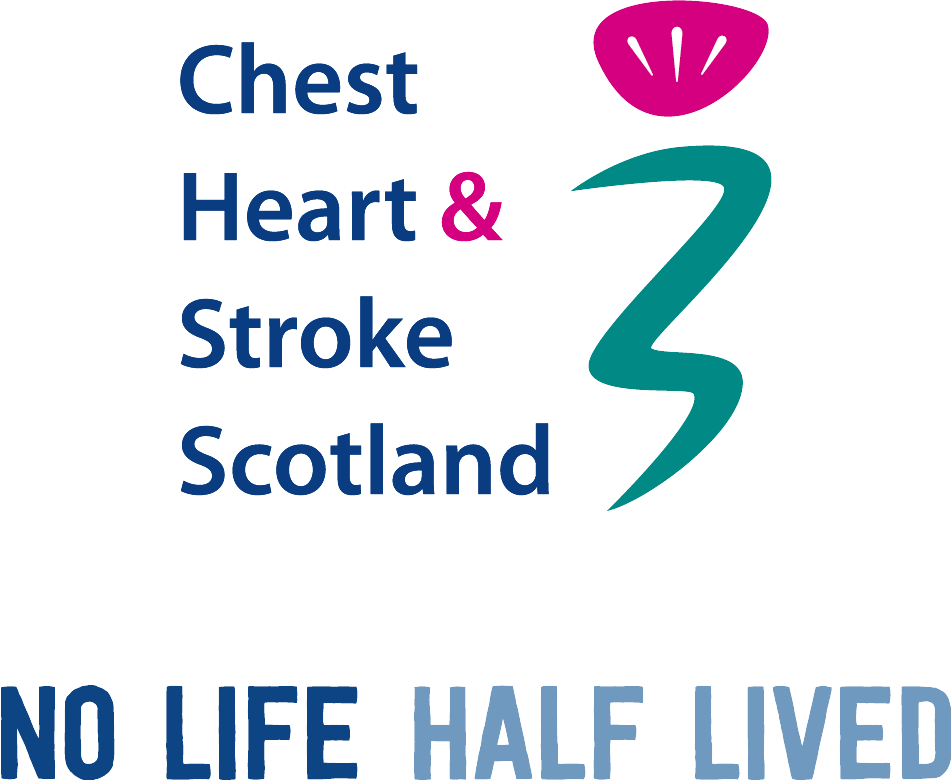 Chest
Heart &
Stroke
Scotland
NO LIFE HALF LIVED